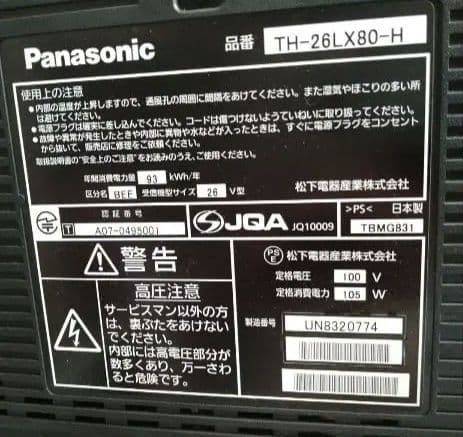 Panasonic 品番 TH-26LX80-H
使用上の注意
●内部の温度が上昇しますので、通風孔の周囲に間隔をあけてください。また湿気やほこりの多い所
は避けてください。
●電源プラグは確実に差し込んでください。コードは傷つけないようていねいに取り扱ってください。
●故障や異常が発生したときや内部に異物や水などが入ったときは、すぐに電源プラグをコンセント
から抜いて、販売店に修理をご依頼ください。
取扱説明書の"安全上のご注意"をお読みのうえ、ご使用ください。
年間消費電力量 93 kWh/年
区分名 BEF 受信機型サイズ 26 V型 松下電器産業株式会社
認証番号
T A07-0495001
JQA JQ10009
>PS< 日本製
TBMG831
警告
高圧注意
サービスマン以外の方
は、裏ぶたをあけない
でください。
内部には高電圧部分が
数多くあり、万一さわ
ると危険です。
PS
E
松下電器産業株式会社
定格電圧 100 V
定格消費電力 105 W
製造番号 UN8320774